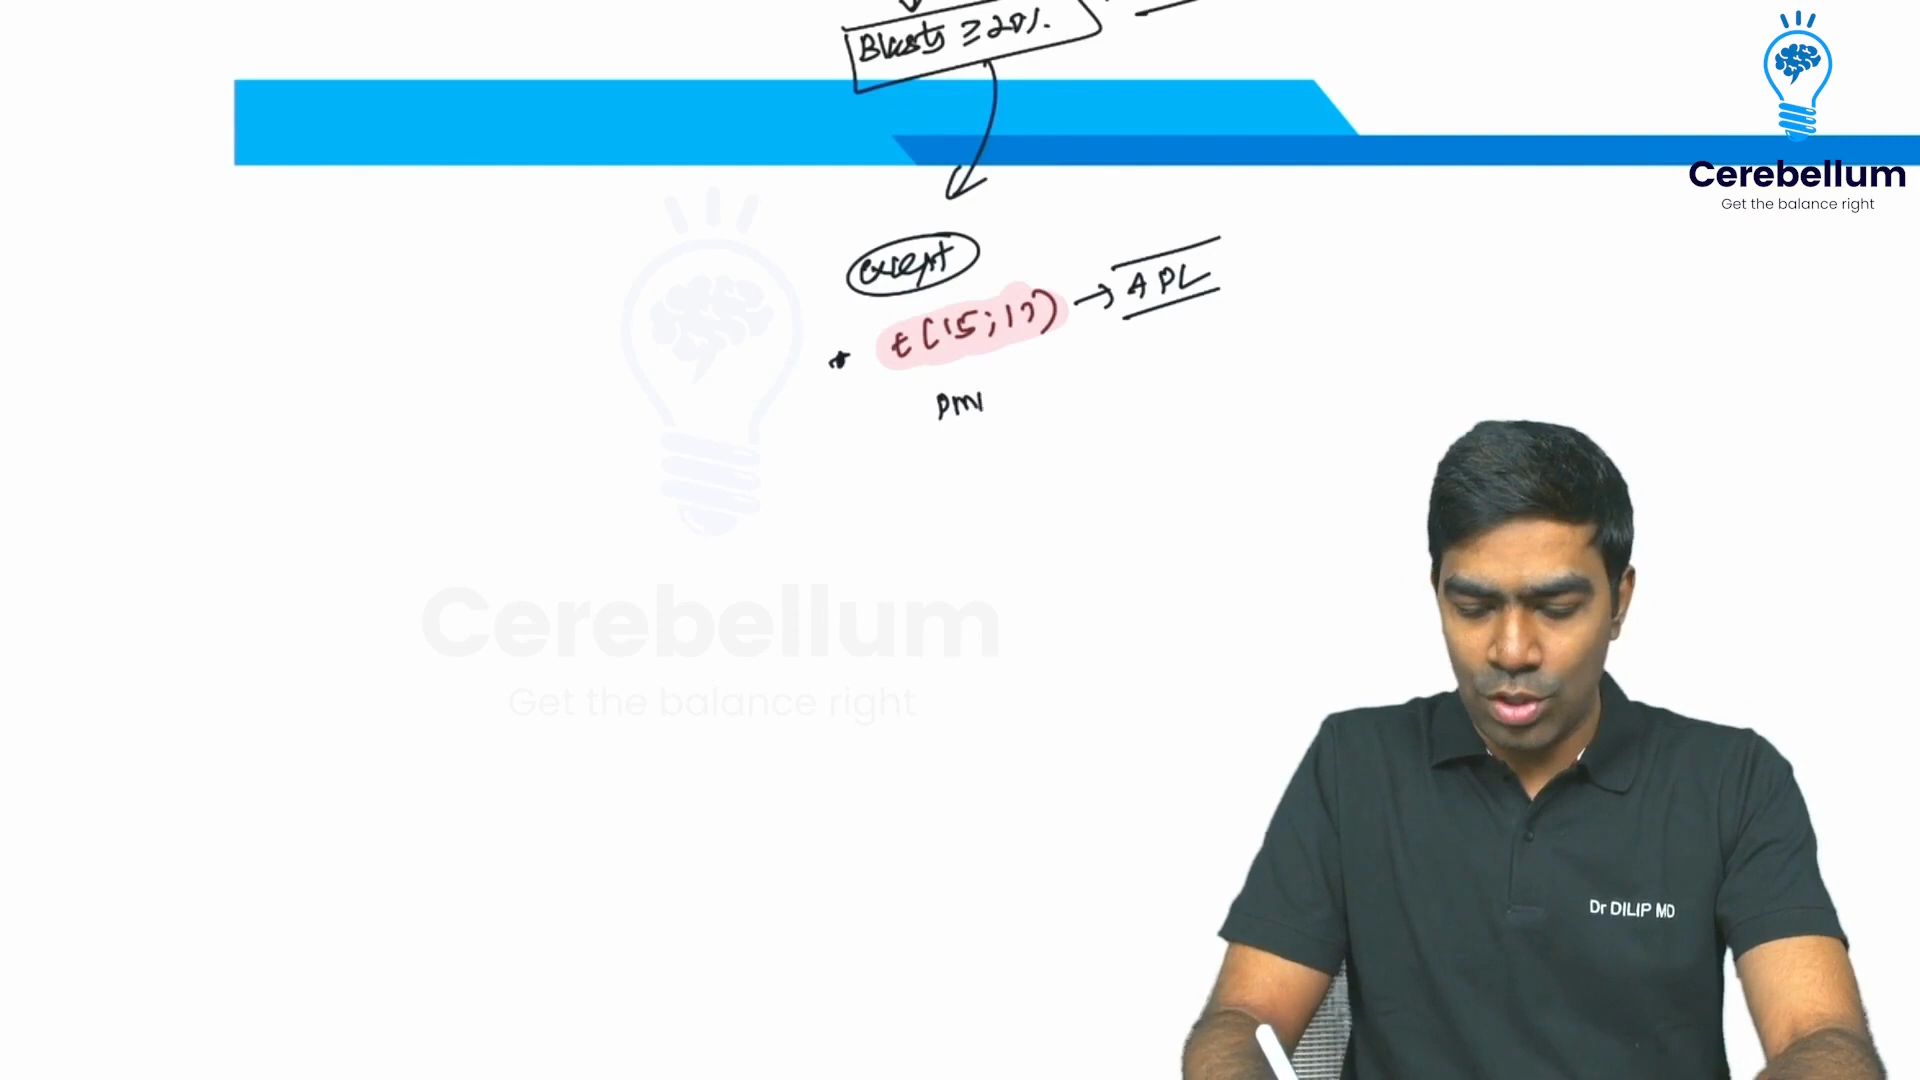 Blasts ≥20%
Cerebellum
Get the balance right
except
t(15;17) → APL
PMl
Cerebellum
Get the balance right
Dr DILIP MD